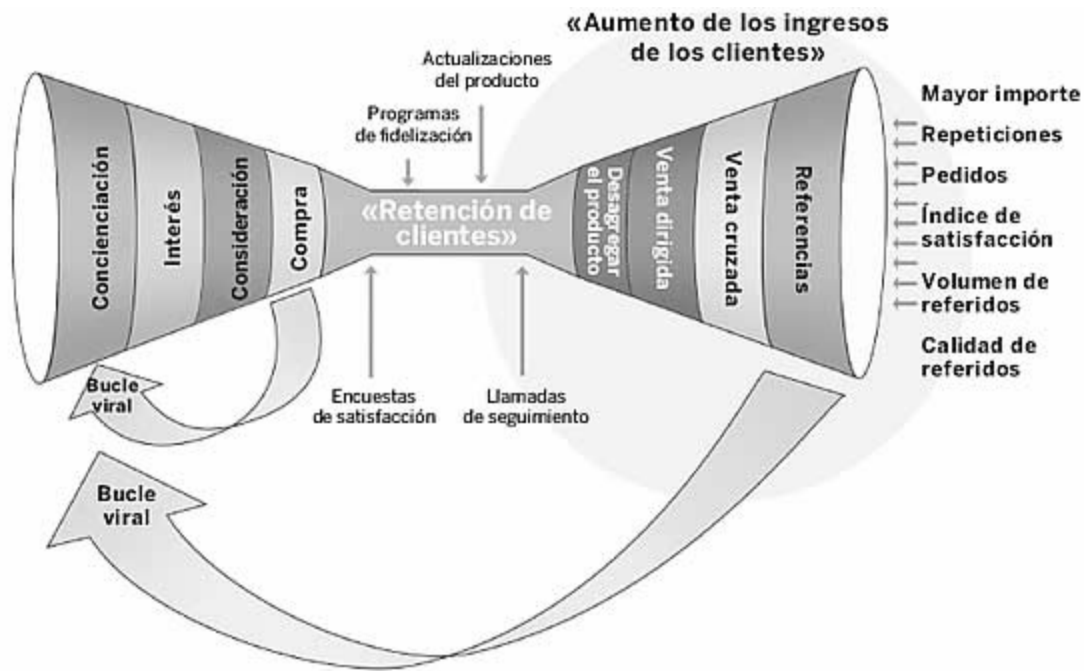 «Aumento de los ingresos
de los clientes»
Actualizaciones
del producto
Programas
de fidelización
Concienciación
Interés
Consideración
Compra
«Retención de
clientes»
Desagregar
el producto
Venta dirigida
Venta cruzada
Referencias
Mayor importe
Repeticiones
Pedidos
Índice de
satisfacción
Volumen de
referidos
Calidad de
referidos
Encuestas
de satisfacción
Llamadas
de seguimiento
Bucle
viral
Bucle
viral